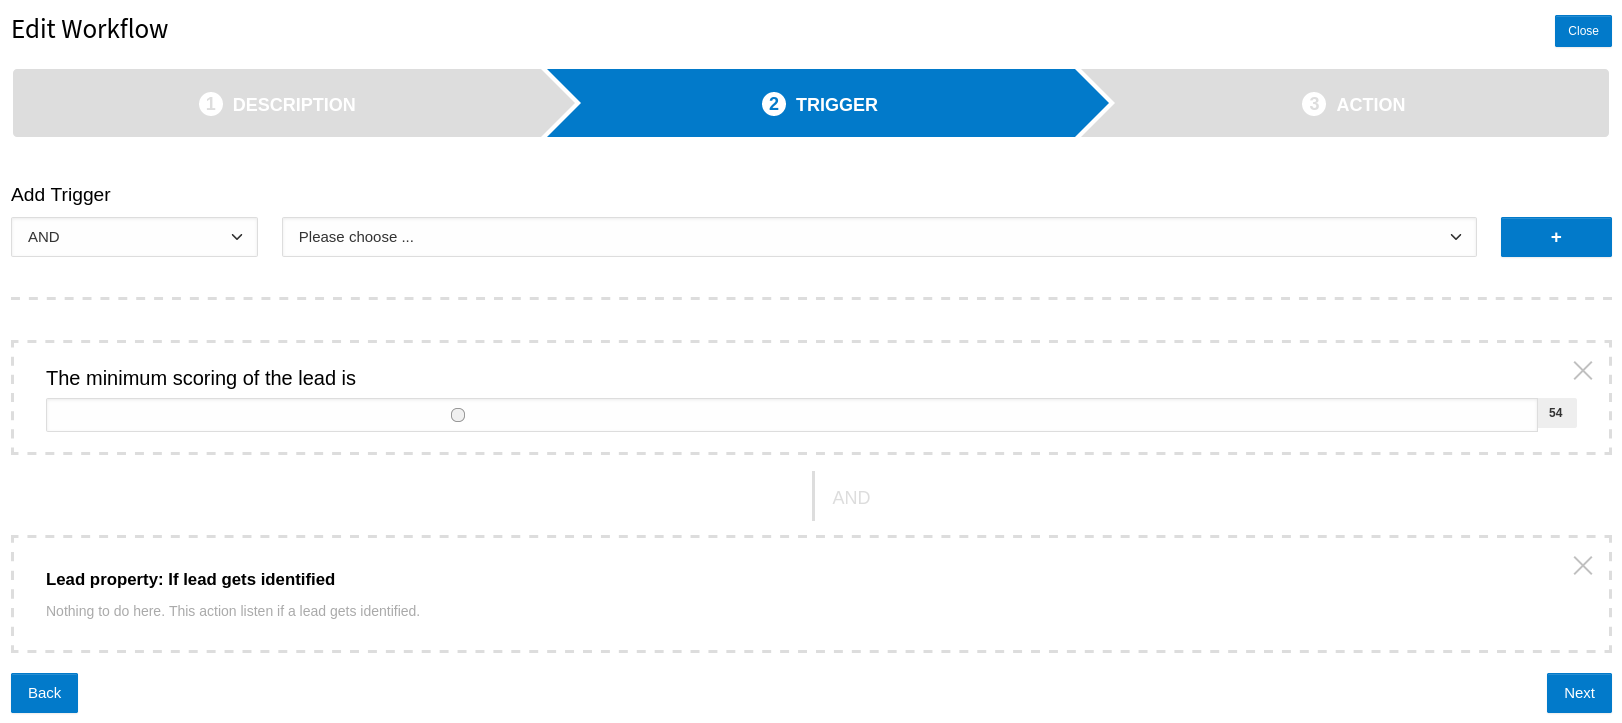 Edit Workflow
Close
1 DESCRIPTION
2 TRIGGER
3 ACTION
Add Trigger
AND
Please choose ...
+
The minimum scoring of the lead is
54
AND
Lead property: If lead gets identified
Nothing to do here. This action listen if a lead gets identified.
Back
Next